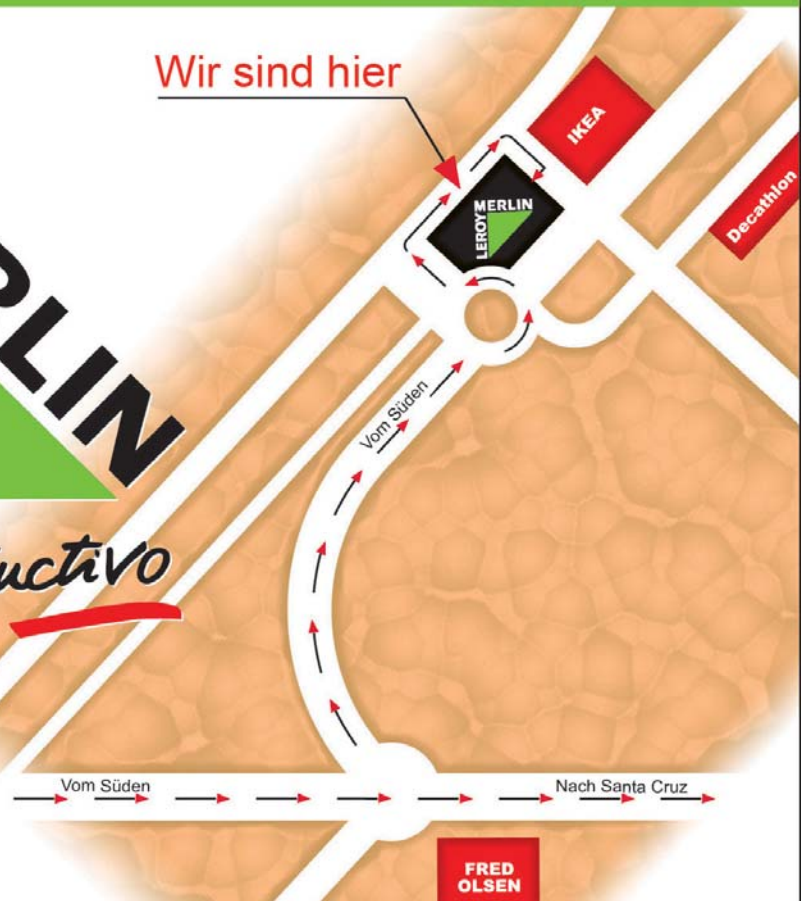 Wir sind hier
IKEA
Decathlon
LEROY MERLIN
RLIN
Vom Süden
uctivo
Vom Süden
Nach Santa Cruz
FRED
OLSEN